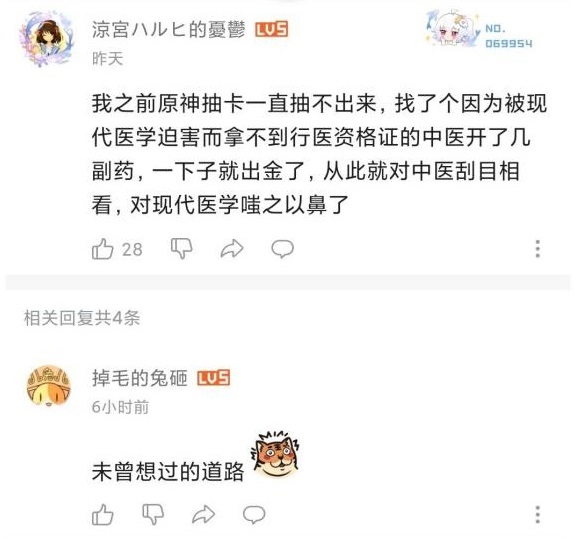 涼宮ハルヒ的憂鬱 LV5
NO.
069954
昨天
我之前原神抽卡一直抽不出来，找了个因为被现
代医学迫害而拿不到行医资格证的中医开了几
副药，一下子就出金了，从此就对中医刮目相
看，对现代医学嗤之以鼻了
28
相关回复共4条
掉毛的兔砸 LV5
6小时前
未曾想过的道路